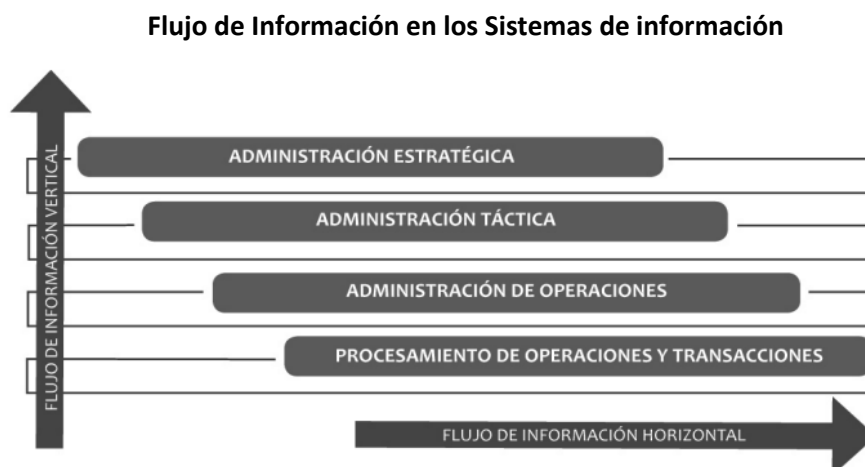 Flujo de Información en los Sistemas de información
ADMINISTRACIÓN ESTRATÉGICA
ADMINISTRACIÓN TÁCTICA
ADMINISTRACIÓN DE OPERACIONES
PROCESAMIENTO DE OPERACIONES Y TRANSACCIONES
FLUJO DE INFORMACIÓN VERTICAL
FLUJO DE INFORMACIÓN HORIZONTAL